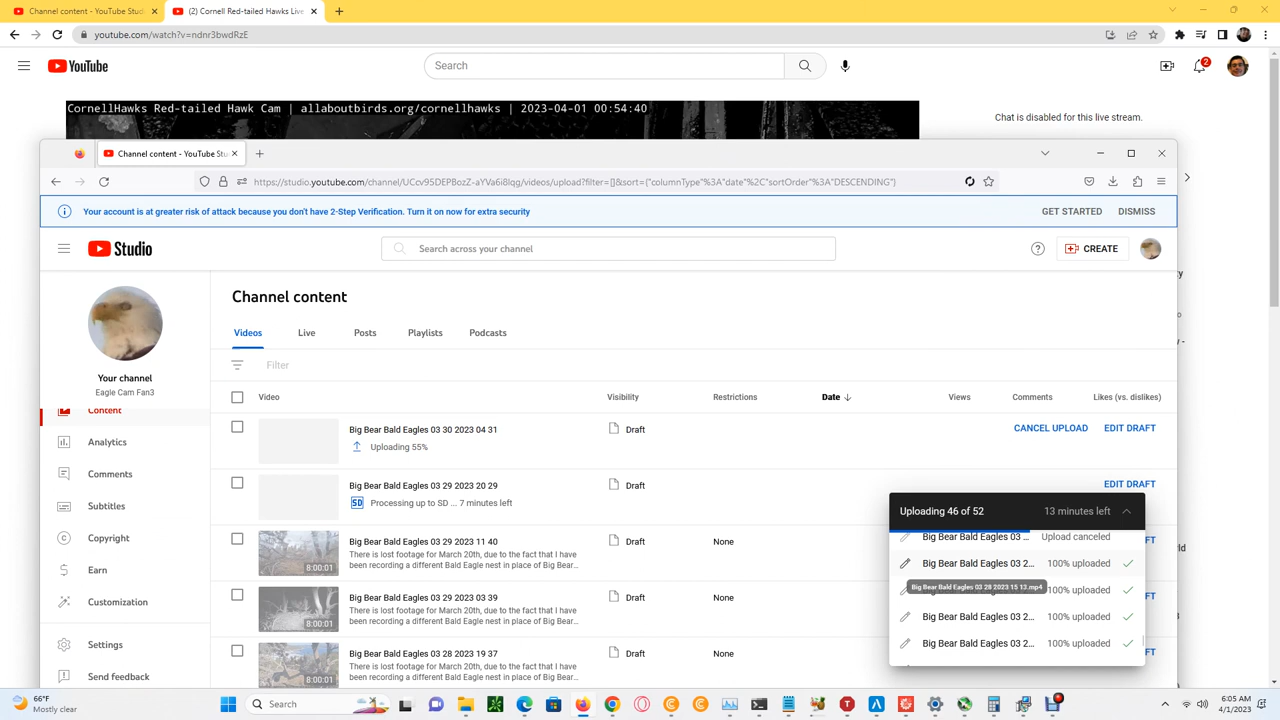 Channel content - YouTube Studio
(2) Cornell Red-tailed Hawks Live
youtube.com/watch?v=ndnr3bwdRzE
YouTube
Search
2
CornellHawks Red-tailed Hawk Cam | allaboutbirds.org/cornellhawks | 2023-04-01 00:54:40
Chat is disabled for this live stream.
Channel content - YouTube Stu
https://studio.youtube.com/channel/UCcv95DEP8ozZ-aYVa6i8lqg/videos/upload?filter=[]&sort={"columnType"%3A"date"%2C"sortOrder"%3A"DESCENDING"}
Your account is at greater risk of attack because you don't have 2-Step Verification. Turn it on now for extra security
GET STARTED
DISMISS
Studio
Search across your channel
CREATE
Your channel
Eagle Cam Fan3
Content
Analytics
Comments
Subtitles
Copyright
Earn
Customization
Settings
Send feedback
Channel content
Videos
Live
Posts
Playlists
Podcasts
Filter
Video
Visibility
Restrictions
Date
Views
Comments
Likes (vs. dislikes)
Big Bear Bald Eagles 03 30 2023 04 31
Uploading 55%
Draft
CANCEL UPLOAD
EDIT DRAFT
Big Bear Bald Eagles 03 29 2023 20 29
SD Processing up to SD ... 7 minutes left
Draft
EDIT DRAFT
8:00:01
Big Bear Bald Eagles 03 29 2023 11 40
There is lost footage for March 20th, due to the fact that I have
been recording a different Bald Eagle nest in place of Big Bear...
Draft
None
8:00:01
Big Bear Bald Eagles 03 29 2023 03 39
There is lost footage for March 20th, due to the fact that I have
been recording a different Bald Eagle nest in place of Big Bear...
Draft
None
8:00:01
Big Bear Bald Eagles 03 28 2023 19 37
There is lost footage for March 20th, due to the fact that I have
been recording a different Bald Eagle nest in place of Big Bear...
Draft
None
Uploading 46 of 52
13 minutes left
Big Bear Bald Eagles 03 ...
Upload canceled
Big Bear Bald Eagles 03 2...
100% uploaded
Big Bear Bald Eagles 03 28 2023 15 13.mp4
100% uploaded
Big Bear Bald Eagles 03 2...
100% uploaded
Big Bear Bald Eagles 03 2...
100% uploaded
66°F
Mostly clear
Search
6:05 AM
4/1/2023